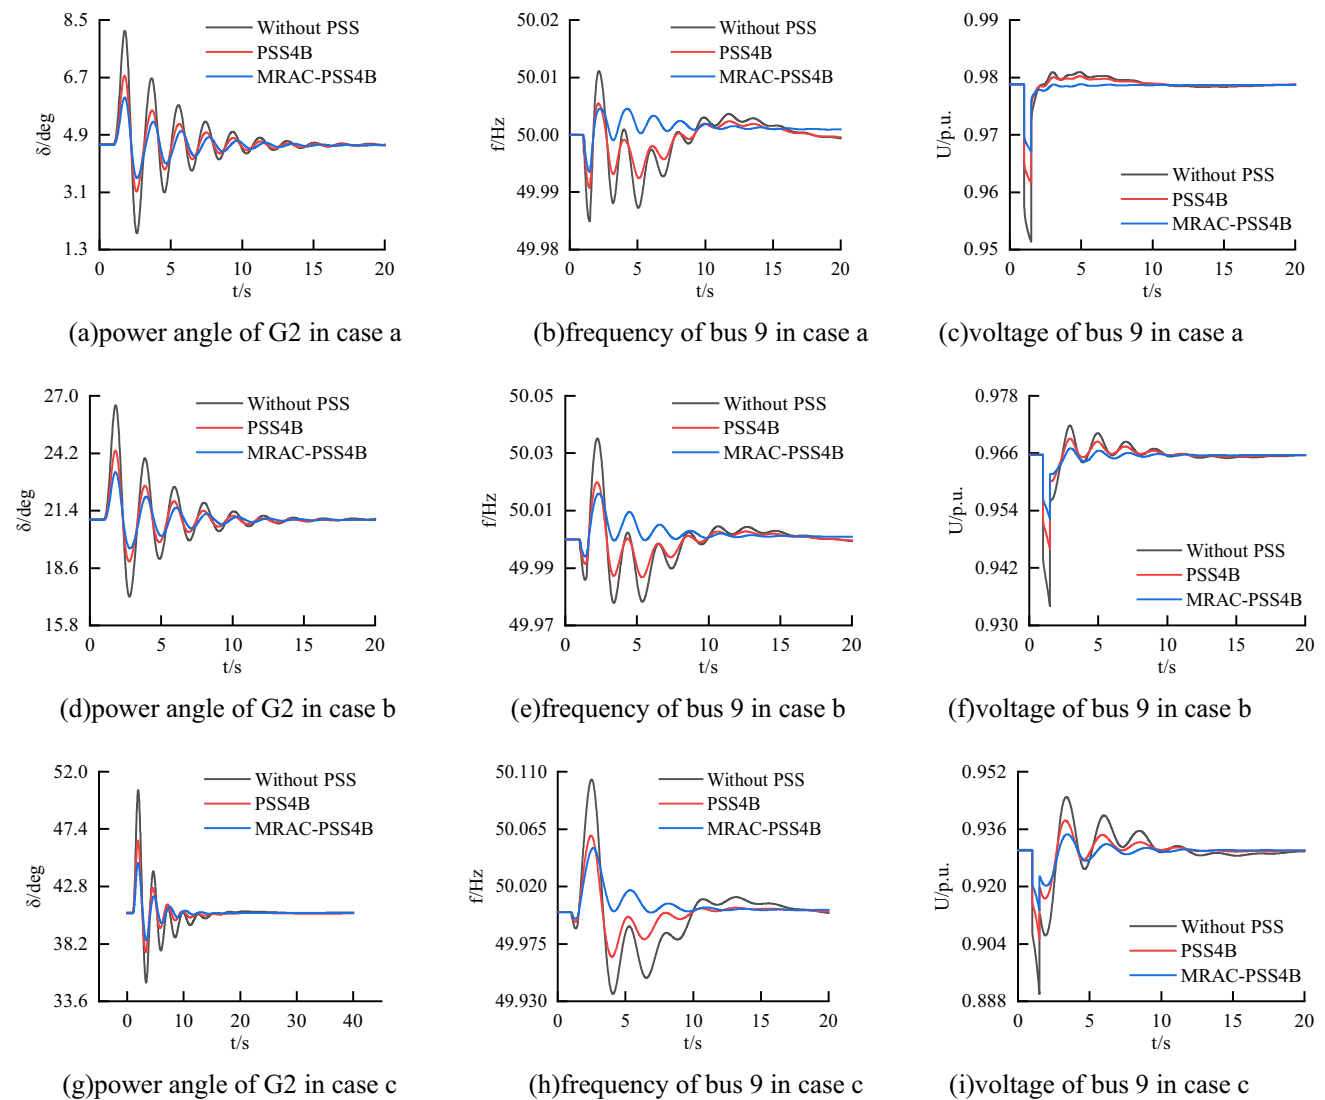 8.5
6.7
4.9
3.1
1.3
δ/deg
Without PSS
PSS4B
MRAC-PSS4B
0 5 10 15 20
t/s
(a)power angle of G2 in case a
50.02
50.01
50.00
49.99
49.98
f/Hz
Without PSS
PSS4B
MRAC-PSS4B
0 5 10 15 20
t/s
(b)frequency of bus 9 in case a
0.99
0.98
0.97
0.96
0.95
U/p.u.
Without PSS
PSS4B
MRAC-PSS4B
0 5 10 15 20
t/s
(c)voltage of bus 9 in case a
27.0
24.2
21.4
18.6
15.8
δ/deg
Without PSS
PSS4B
MRAC-PSS4B
0 5 10 15 20
t/s
(d)power angle of G2 in case b
50.05
50.03
50.01
49.99
49.97
f/Hz
Without PSS
PSS4B
MRAC-PSS4B
0 5 10 15 20
t/s
(e)frequency of bus 9 in case b
0.978
0.966
0.954
0.942
0.930
U/p.u.
Without PSS
PSS4B
MRAC-PSS4B
0 5 10 15 20
t/s
(f)voltage of bus 9 in case b
52.0
47.4
42.8
38.2
33.6
δ/deg
Without PSS
PSS4B
MRAC-PSS4B
0 10 20 30 40
t/s
(g)power angle of G2 in case c
50.110
50.065
50.020
49.975
49.930
f/Hz
Without PSS
PSS4B
MRAC-PSS4B
0 5 10 15 20
t/s
(h)frequency of bus 9 in case c
0.952
0.936
0.920
0.904
0.888
U/p.u.
Without PSS
PSS4B
MRAC-PSS4B
0 5 10 15 20
t/s
(i)voltage of bus 9 in case c